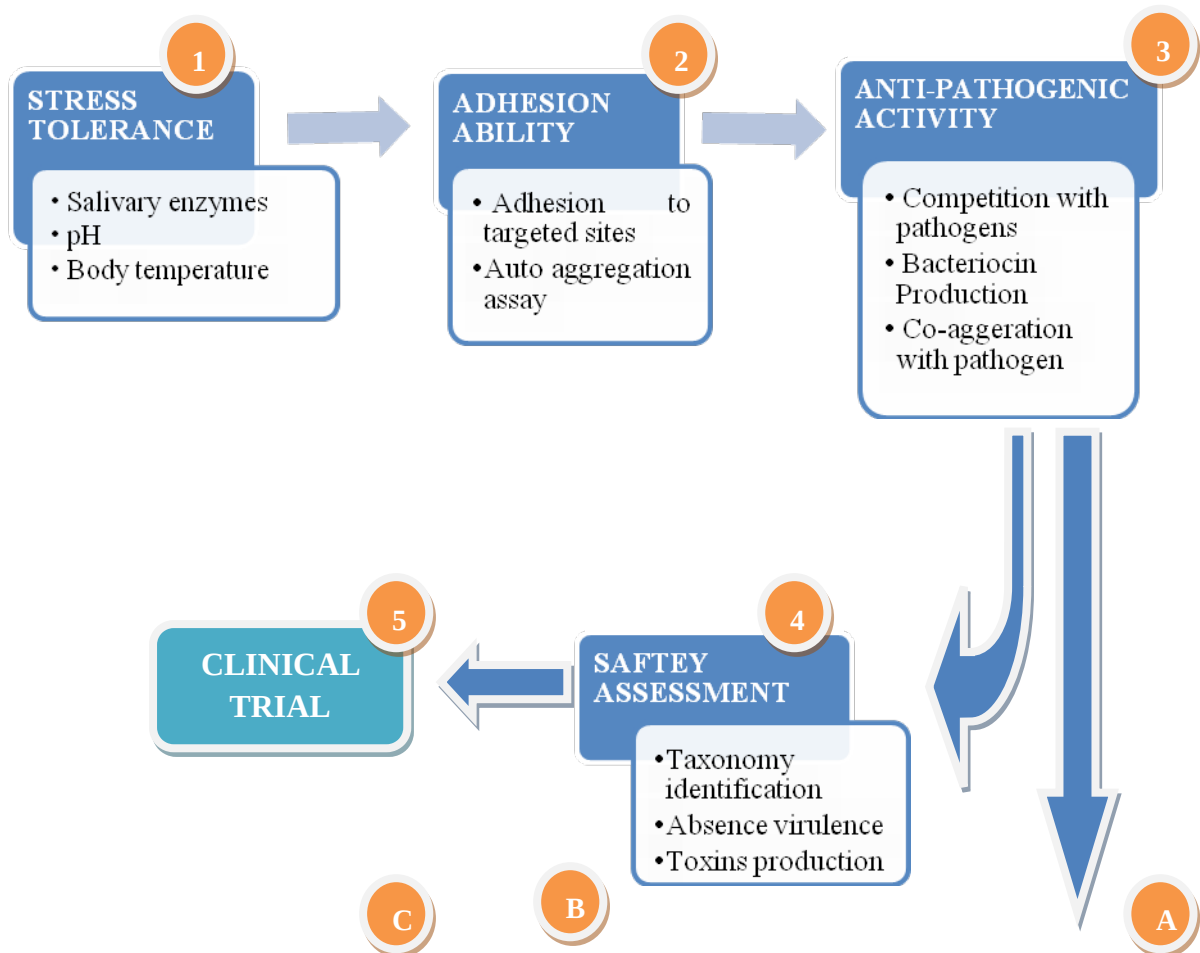 1
STRESS
TOLERANCE
• Salivary enzymes
• pH
• Body temperature
2
ADHESION
ABILITY
• Adhesion to
targeted sites
• Auto aggregation
assay
3
ANTI-PATHOGENIC
ACTIVITY
• Competition with
pathogens
• Bacteriocin
Production
• Co-aggeration
with pathogen
4
SAFTEY
ASSESSMENT
• Taxonomy
identification
• Absence virulence
• Toxins production
5
CLINICAL
TRIAL
C
B
A